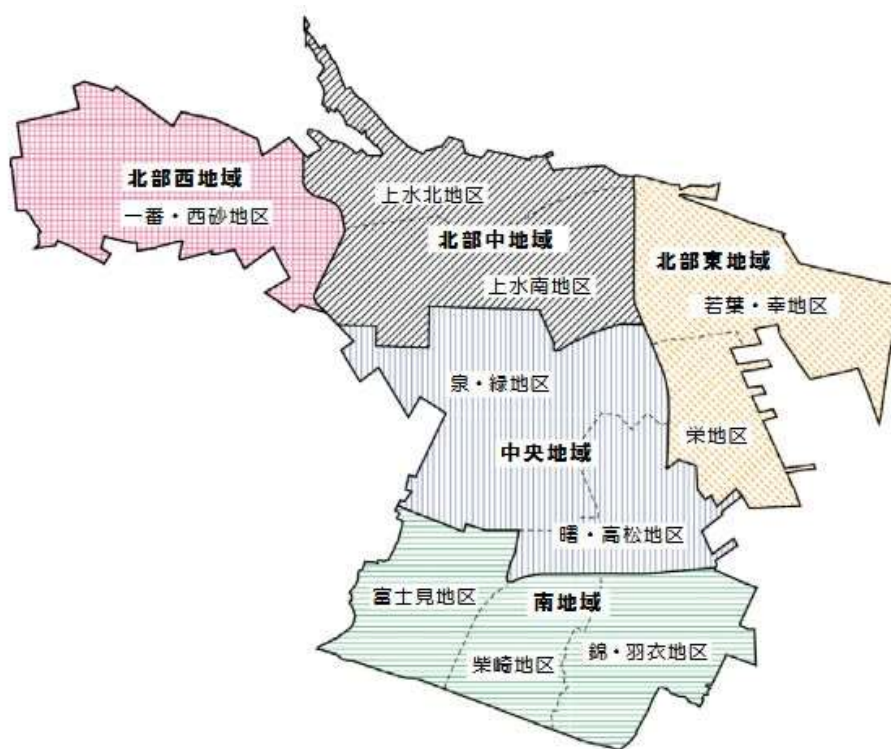 北部西地域
一番・西砂地区
上水北地区
北部中地域
上水南地区
北部東地域
若葉・幸地区
栄地区
泉・緑地区
中央地域
曙・高松地区
富士見地区
南地域
柴崎地区
錦・羽衣地区